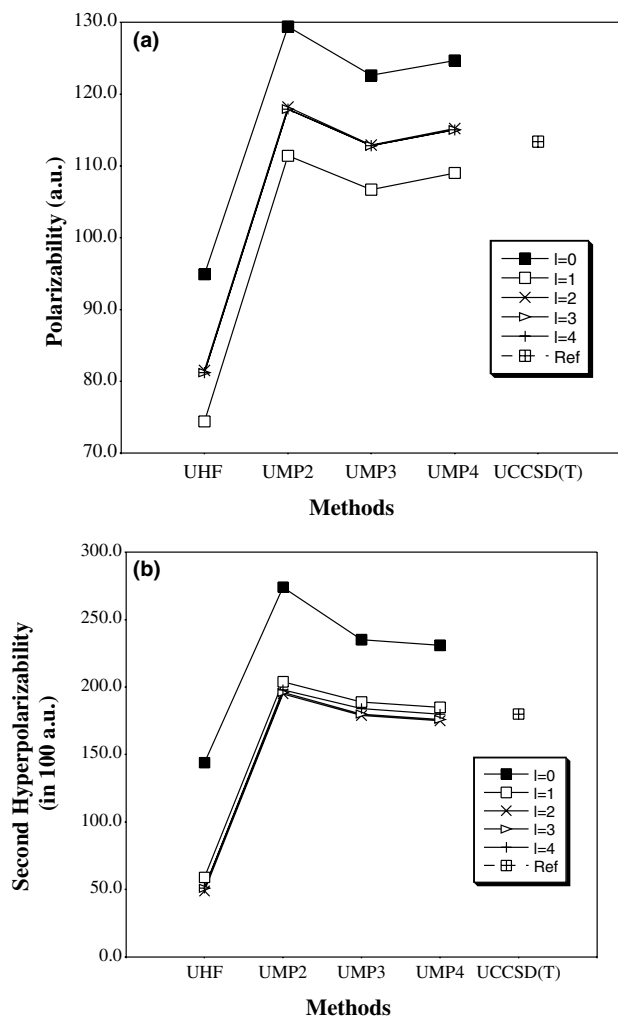 (a)
130.0
120.0
110.0
100.0
90.0
80.0
70.0
Polarizability (a.u.)
l=0
l=1
l=2
l=3
l=4
Ref
UHF UMP2 UMP3 UMP4 UCCSD(T)
Methods
(b)
300.0
250.0
200.0
150.0
100.0
50.0
0.0
Second Hyperpolarizability
(in 100 a.u.)
l=0
l=1
l=2
l=3
l=4
Ref
UHF UMP2 UMP3 UMP4 UCCSD(T)
Methods